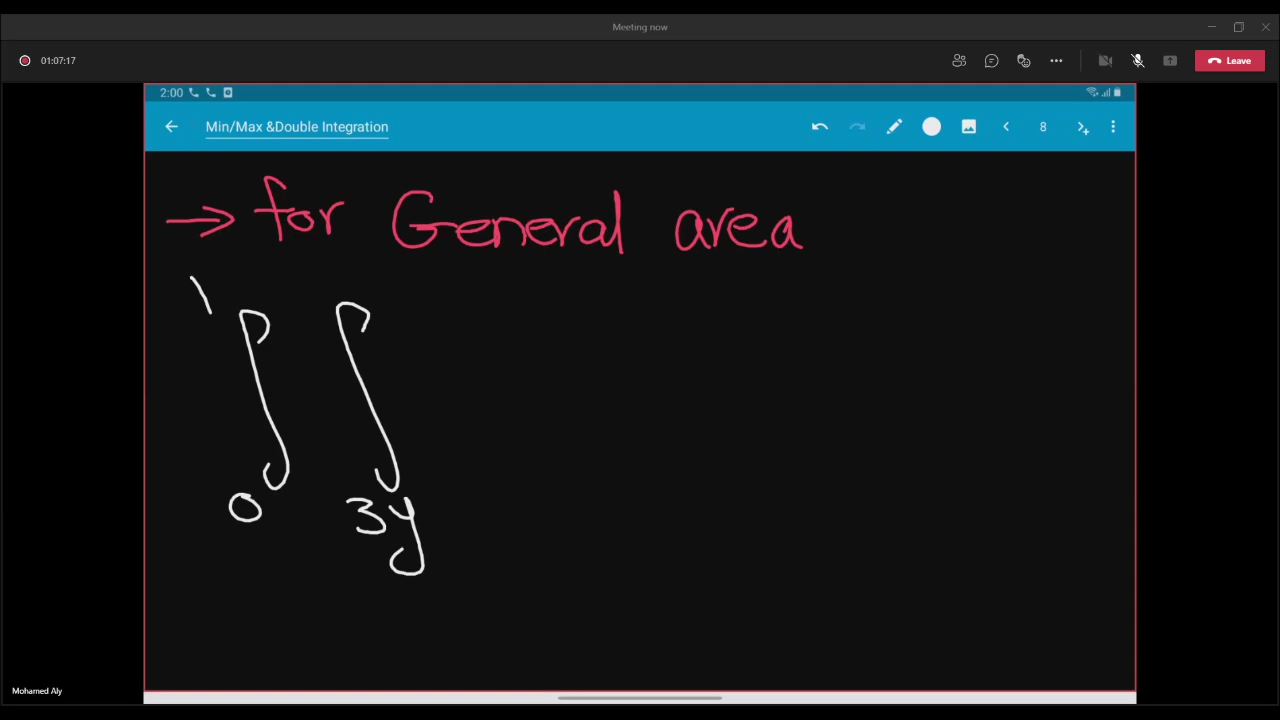 Meeting now
01:07:17
Leave
2:00
Min/Max &Double Integration
8
→ for General area
1
∫ ∫
0 3y
Mohamed Aly